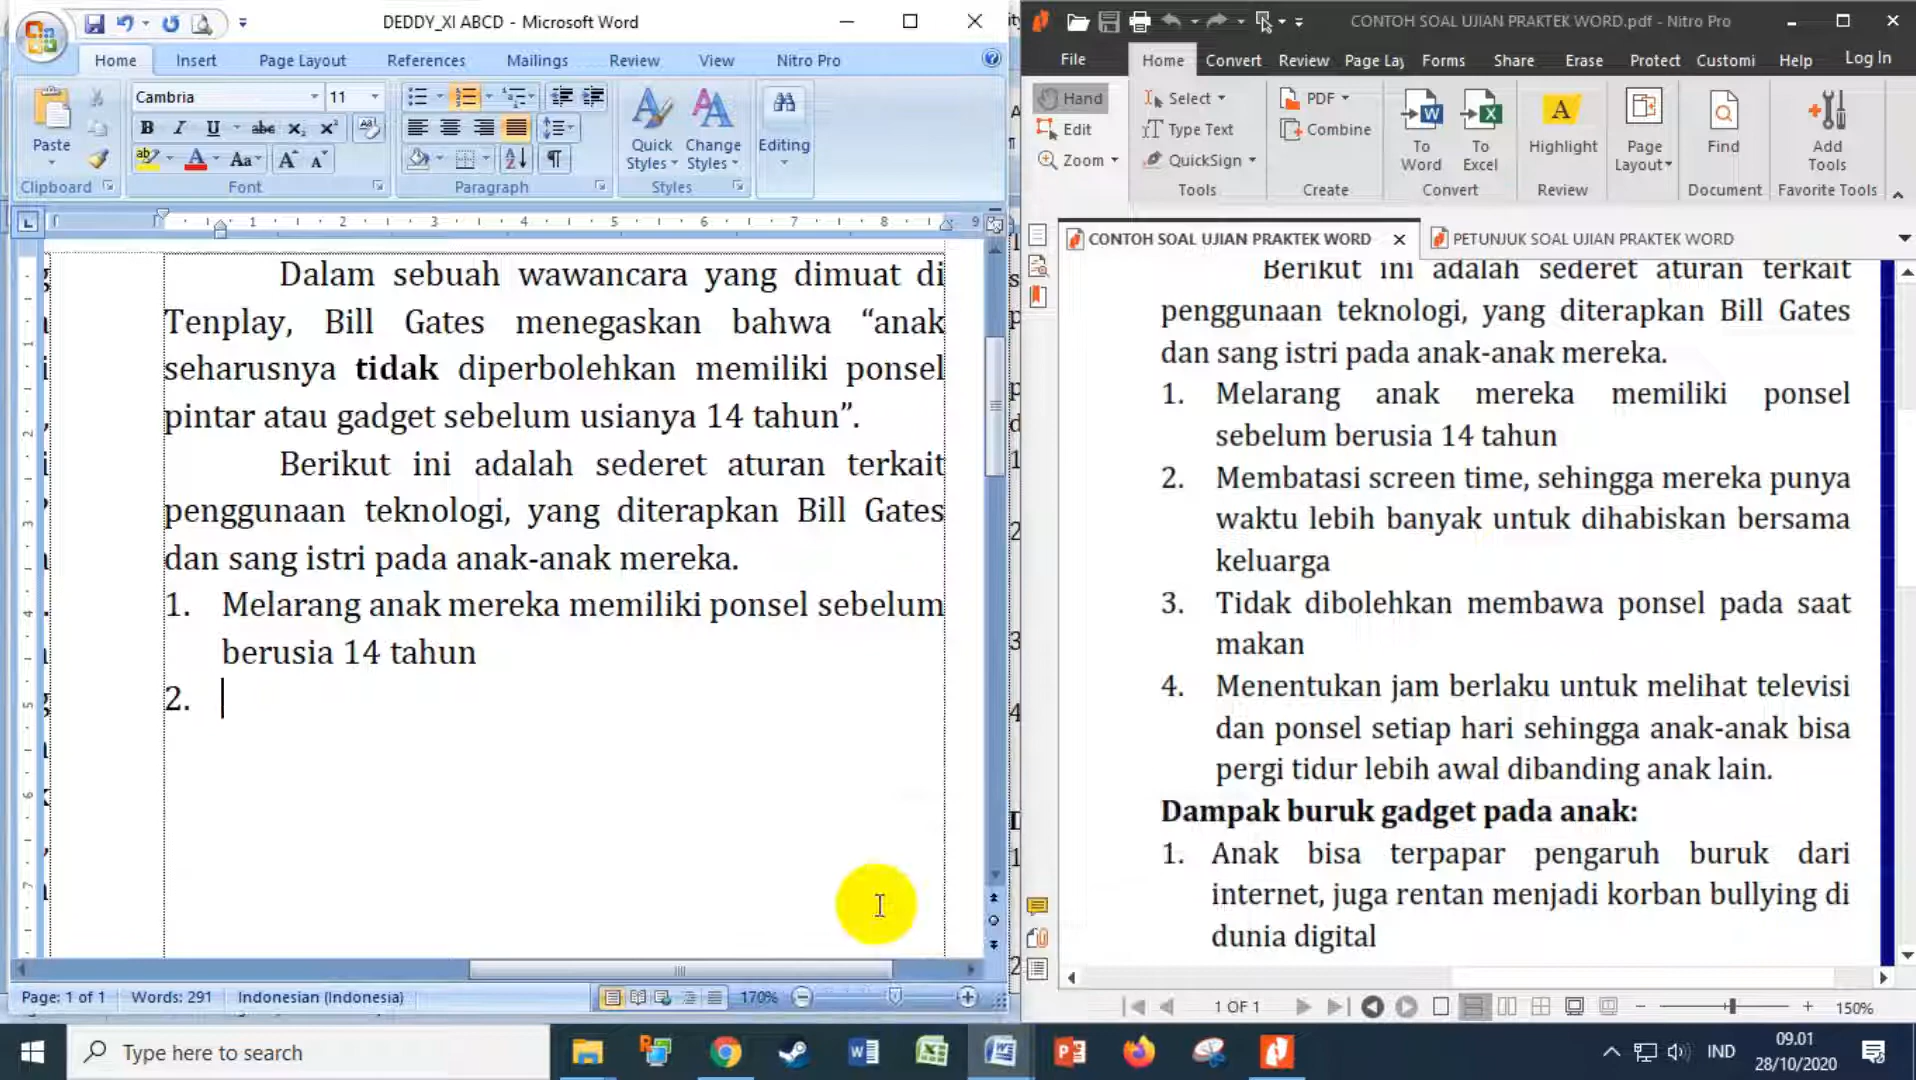 DEDDY_XI ABCD - Microsoft Word
Home Insert Page Layout References Mailings Review View Nitro Pro
Paste
Clipboard
Cambria 11
Font
Paragraph
Quick Styles
Change Styles
Styles
Editing
1 2 3 4 5 6 7 8 9
Dalam sebuah wawancara yang dimuat di
Tenplay, Bill Gates menegaskan bahwa “anak
seharusnya tidak diperbolehkan memiliki ponsel
pintar atau gadget sebelum usianya 14 tahun”.
Berikut ini adalah sederet aturan terkait
penggunaan teknologi, yang diterapkan Bill Gates
dan sang istri pada anak-anak mereka.
1. Melarang anak mereka memiliki ponsel sebelum
berusia 14 tahun
2.
Page: 1 of 1 Words: 291 Indonesian (Indonesia) 170%
CONTOH SOAL UJIAN PRAKTEK WORD.pdf - Nitro Pro
File Home Convert Review Page Lay Forms Share Erase Protect Customi Help Log In
Hand
Edit
Zoom
Select
Type Text
QuickSign
Tools
PDF
Combine
Create
To Word
To Excel
Convert
Highlight
Review
Page Layout
Find
Document
Add Tools
Favorite Tools
CONTOH SOAL UJIAN PRAKTEK WORD
PETUNJUK SOAL UJIAN PRAKTEK WORD
Berikut ini adalah sederet aturan terkait
penggunaan teknologi, yang diterapkan Bill Gates
dan sang istri pada anak-anak mereka.
1. Melarang anak mereka memiliki ponsel
sebelum berusia 14 tahun
2. Membatasi screen time, sehingga mereka punya
waktu lebih banyak untuk dihabiskan bersama
keluarga
3. Tidak dibolehkan membawa ponsel pada saat
makan
4. Menentukan jam berlaku untuk melihat televisi
dan ponsel setiap hari sehingga anak-anak bisa
pergi tidur lebih awal dibanding anak lain.
Dampak buruk gadget pada anak:
1. Anak bisa terpapar pengaruh buruk dari
internet, juga rentan menjadi korban bullying di
dunia digital
1 OF 1
150%
Type here to search
IND
09.01
28/10/2020